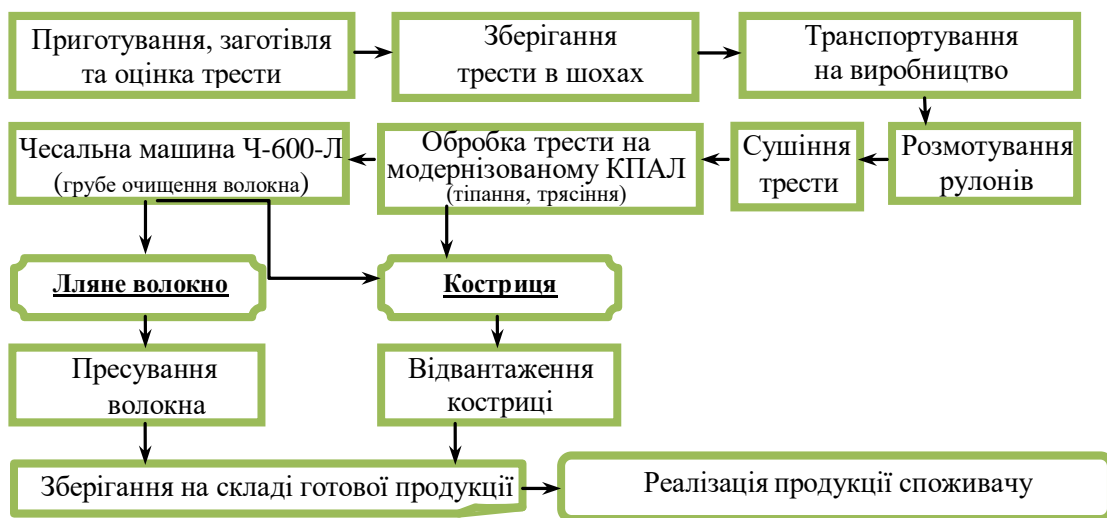 Приготування, заготівля
та оцінка трести
Зберігання
трести в шохах
Транспортування
на виробництво
Розмотування
рулонів
Сушіння
трести
Обробка трести на
модернізованому КПАЛ
(тіпання, трясіння)
Чесальна машина Ч-600-Л
(грубе очищення волокна)
Лляне волокно
Костриця
Пресування
волокна
Відвантаження
костриці
Зберігання на складі готової продукції
Реалізація продукції споживачу